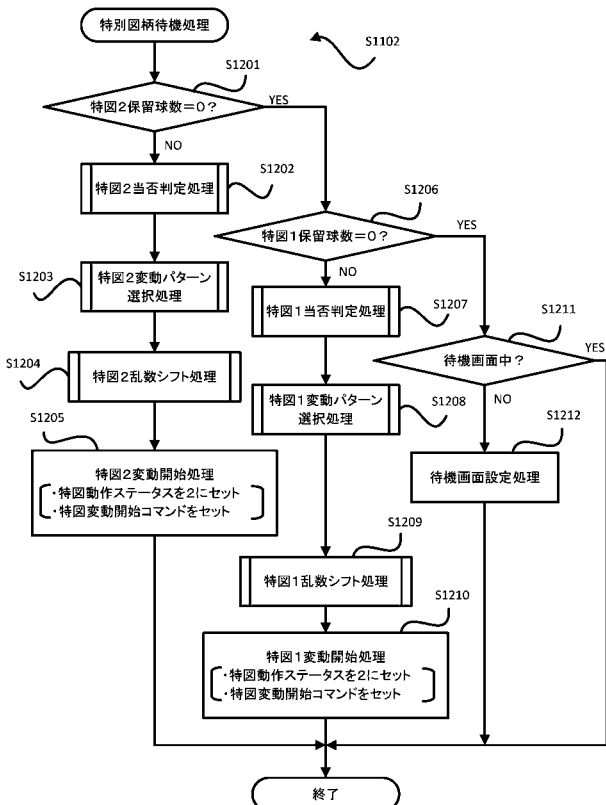 特別図柄待機処理
S1102
S1201
特図2保留球数=0?
YES
NO
S1202
特図2当否判定処理
S1203
特図2変動パターン
選択処理
S1204
特図2乱数シフト処理
S1205
特図2変動開始処理
・特図動作ステータスを2にセット
・特図変動開始コマンドをセット
S1206
特図1保留球数=0?
YES
NO
S1207
特図1当否判定処理
S1208
特図1変動パターン
選択処理
S1209
特図1乱数シフト処理
S1210
特図1変動開始処理
・特図動作ステータスを2にセット
・特図変動開始コマンドをセット
S1211
待機画面中?
YES
NO
S1212
待機画面設定処理
終了